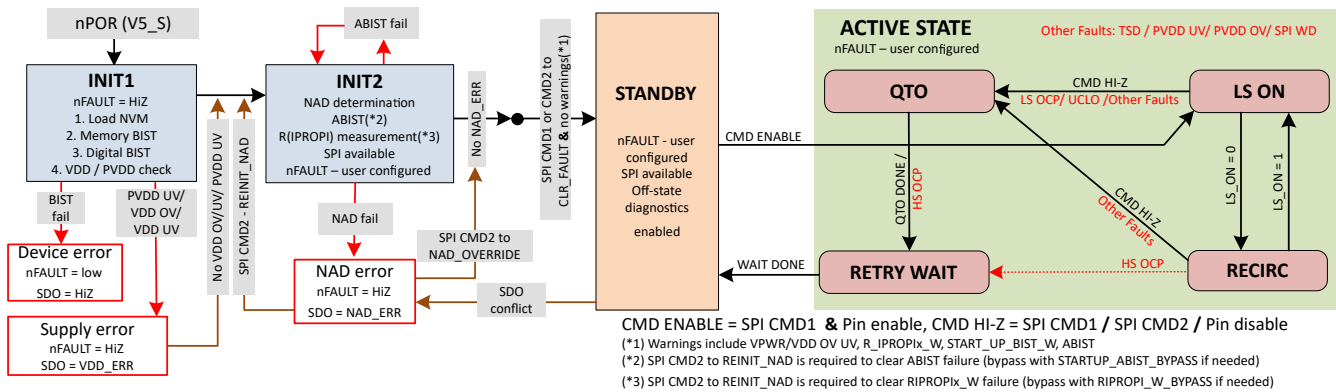 nPOR (V5_S)
INIT1
nFAULT = HiZ
1. Load NVM
2. Memory BIST
3. Digital BIST
4. VDD / PVDD check
BIST
fail
PVDD UV/
VDD OV/
VDD UV
Device error
nFAULT = low
SDO = HiZ
Supply error
nFAULT = HiZ
SDO = VDD_ERR
No VDD OV/UV/ PVDD UV
SPI CMD2 - REINIT_NAD
ABIST fail
INIT2
NAD determination
ABIST(*2)
R(IPROPI) measurement(*3)
SPI available
nFAULT – user configured
NAD fail
NAD error
nFAULT = HiZ
SDO = NAD_ERR
No NAD_ERR
SPI CMD2 to
NAD_OVERRIDE
SDO
conflict
SPI CMD1 or CMD2 to
CLR_FAULT & no warnings(*1)
STANDBY
nFAULT - user
configured
SPI available
Off-state
diagnostics
enabled
CMD ENABLE
WAIT DONE
ACTIVE STATE
nFAULT – user configured
Other Faults: TSD / PVDD UV/ PVDD OV/ SPI WD
QTO
CMD HI-Z
LS OCP/ UCLO /Other Faults
LS ON
QTO DONE /
HS OCP
CMD HI-Z
Other Faults
LS_ON = 0
LS_ON = 1
RETRY WAIT
HS OCP
RECIRC
CMD ENABLE = SPI CMD1 & Pin enable, CMD HI-Z = SPI CMD1 / SPI CMD2 / Pin disable
(*1) Warnings include VPWR/VDD OV UV, R_IPROPIx_W, START_UP_BIST_W, ABIST
(*2) SPI CMD2 to REINIT_NAD is required to clear ABIST failure (bypass with STARTUP_ABIST_BYPASS if needed)
(*3) SPI CMD2 to REINIT_NAD is required to clear RIPROPIx_W failure (bypass with RIPROPI_W_BYPASS if needed)